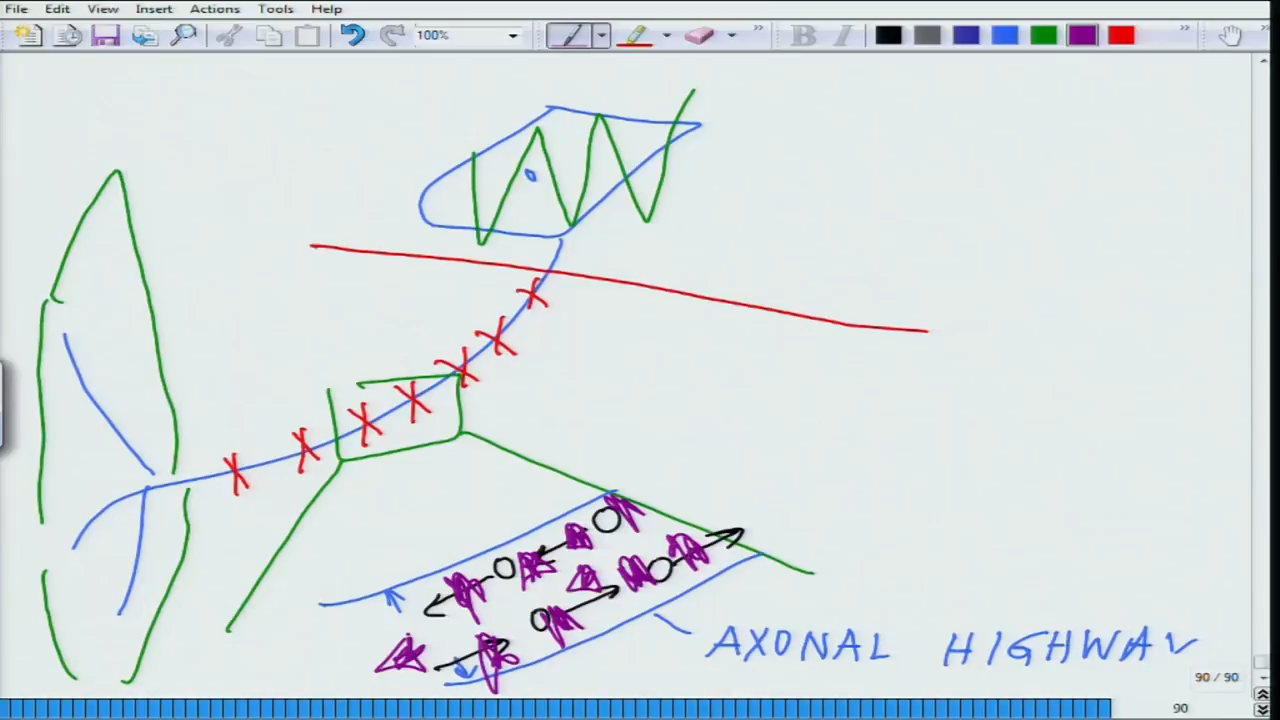 File Edit View Insert Actions Tools Help
100%
AXONAL HIGHWAY
90 / 90
90